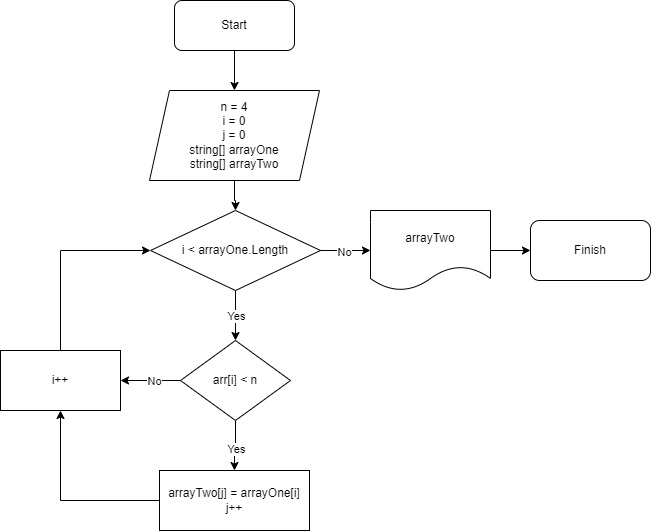 Start
n = 4
i = 0
j = 0
string[] arrayOne
string[] arrayTwo
i < arrayOne.Length
No
arrayTwo
Finish
Yes
i++
No
arr[i] < n
Yes
arrayTwo[j] = arrayOne[i]
j++